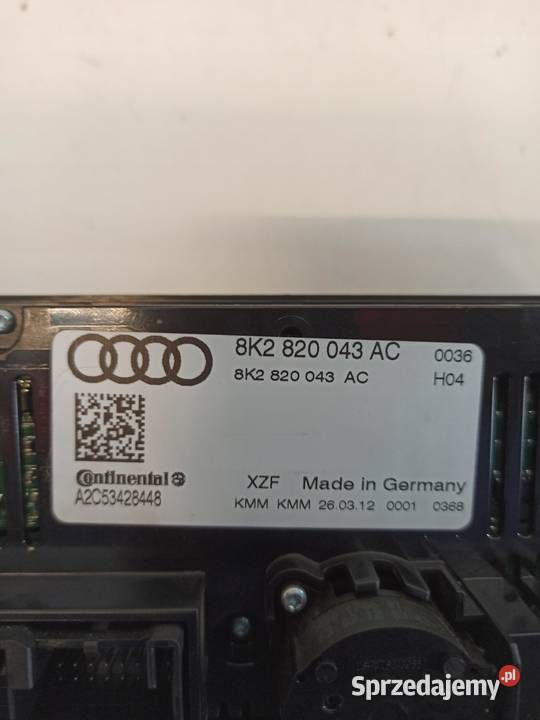 8K2 820 043 AC 0036
8K2 820 043 AC H04
Continental
A2C53428448
XZF Made in Germany
KMM KMM 26.03.12 0001 0368
Sprzedajemy.pl